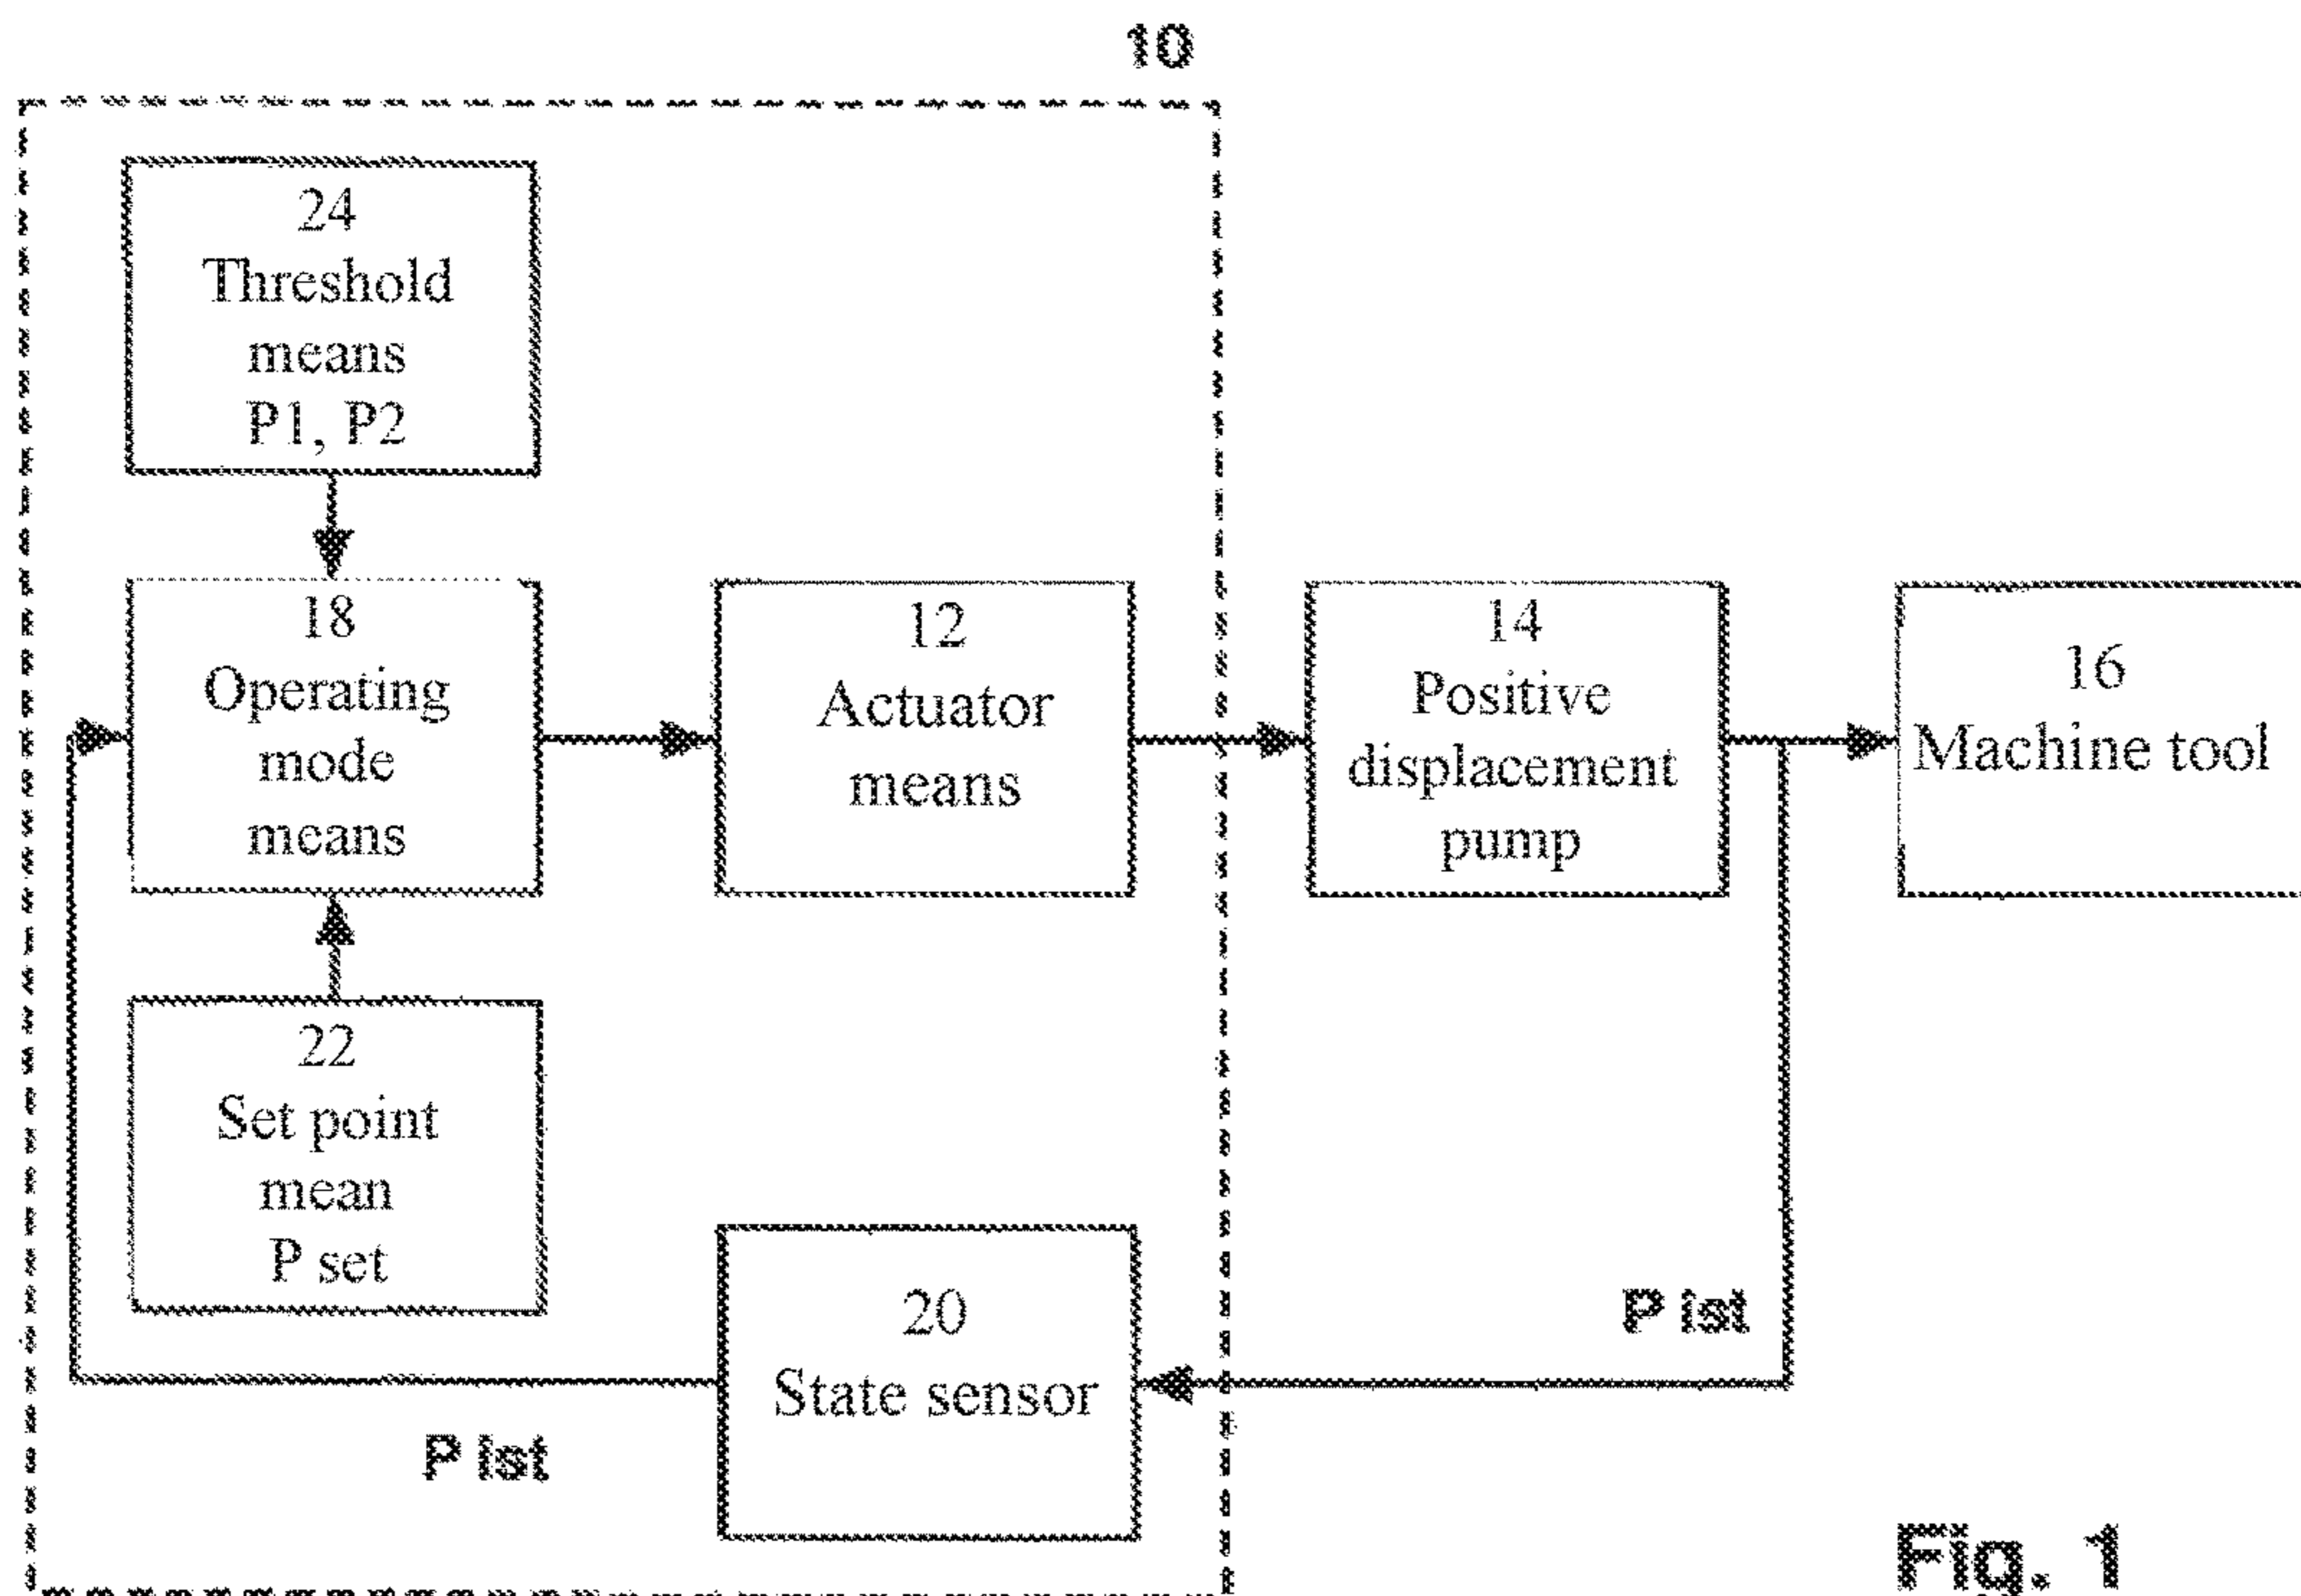 10
24
Threshold
means
P1, P2
18
Operating
mode
means
12
Actuator
means
14
Positive
displacement
pump
16
Machine tool
22
Set point
mean
P set
20
State sensor
P ist
P ist
Fig. 1